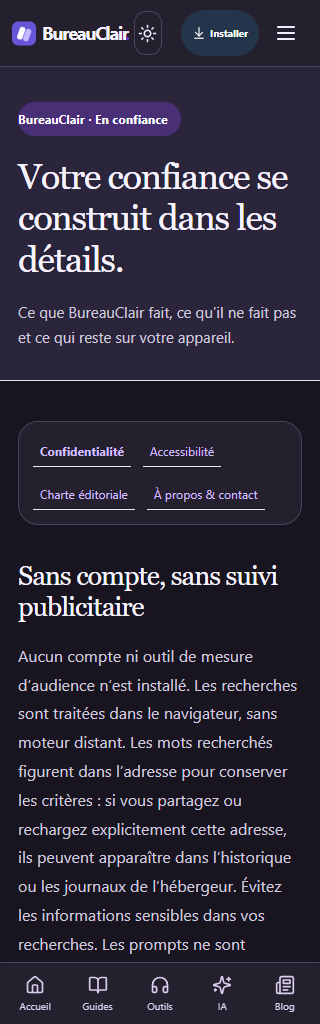 BureauClair
Installer
BureauClair · En confiance
Votre confiance se
construit dans les
détails.
Ce que BureauClair fait, ce qu’il ne fait pas
et ce qui reste sur votre appareil.
Confidentialité
Accessibilité
Charte éditoriale
À propos & contact
Sans compte, sans suivi
publicitaire
Aucun compte ni outil de mesure
d’audience n’est installé. Les recherches
sont traitées dans le navigateur, sans
moteur distant. Les mots recherchés
figurent dans l’adresse pour conserver
les critères : si vous partagez ou
rechargez explicitement cette adresse,
ils peuvent apparaître dans l’historique
ou les journaux de l’hébergeur. Évitez
les informations sensibles dans vos
recherches. Les prompts ne sont
Accueil
Guides
Outils
IA
Blog